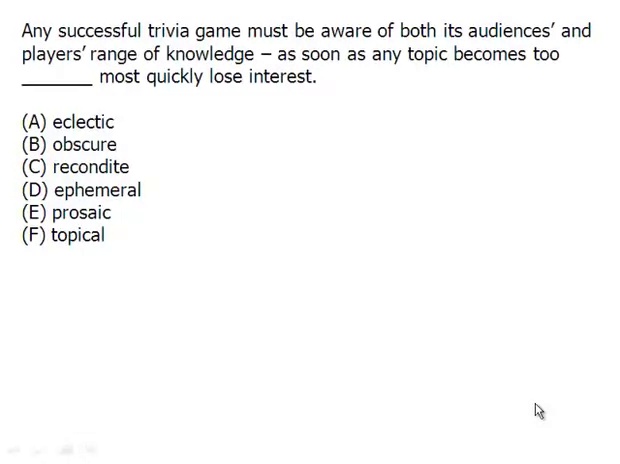 Any successful trivia game must be aware of both its audiences’ and
players’ range of knowledge – as soon as any topic becomes too
________ most quickly lose interest.
(A) eclectic
(B) obscure
(C) recondite
(D) ephemeral
(E) prosaic
(F) topical